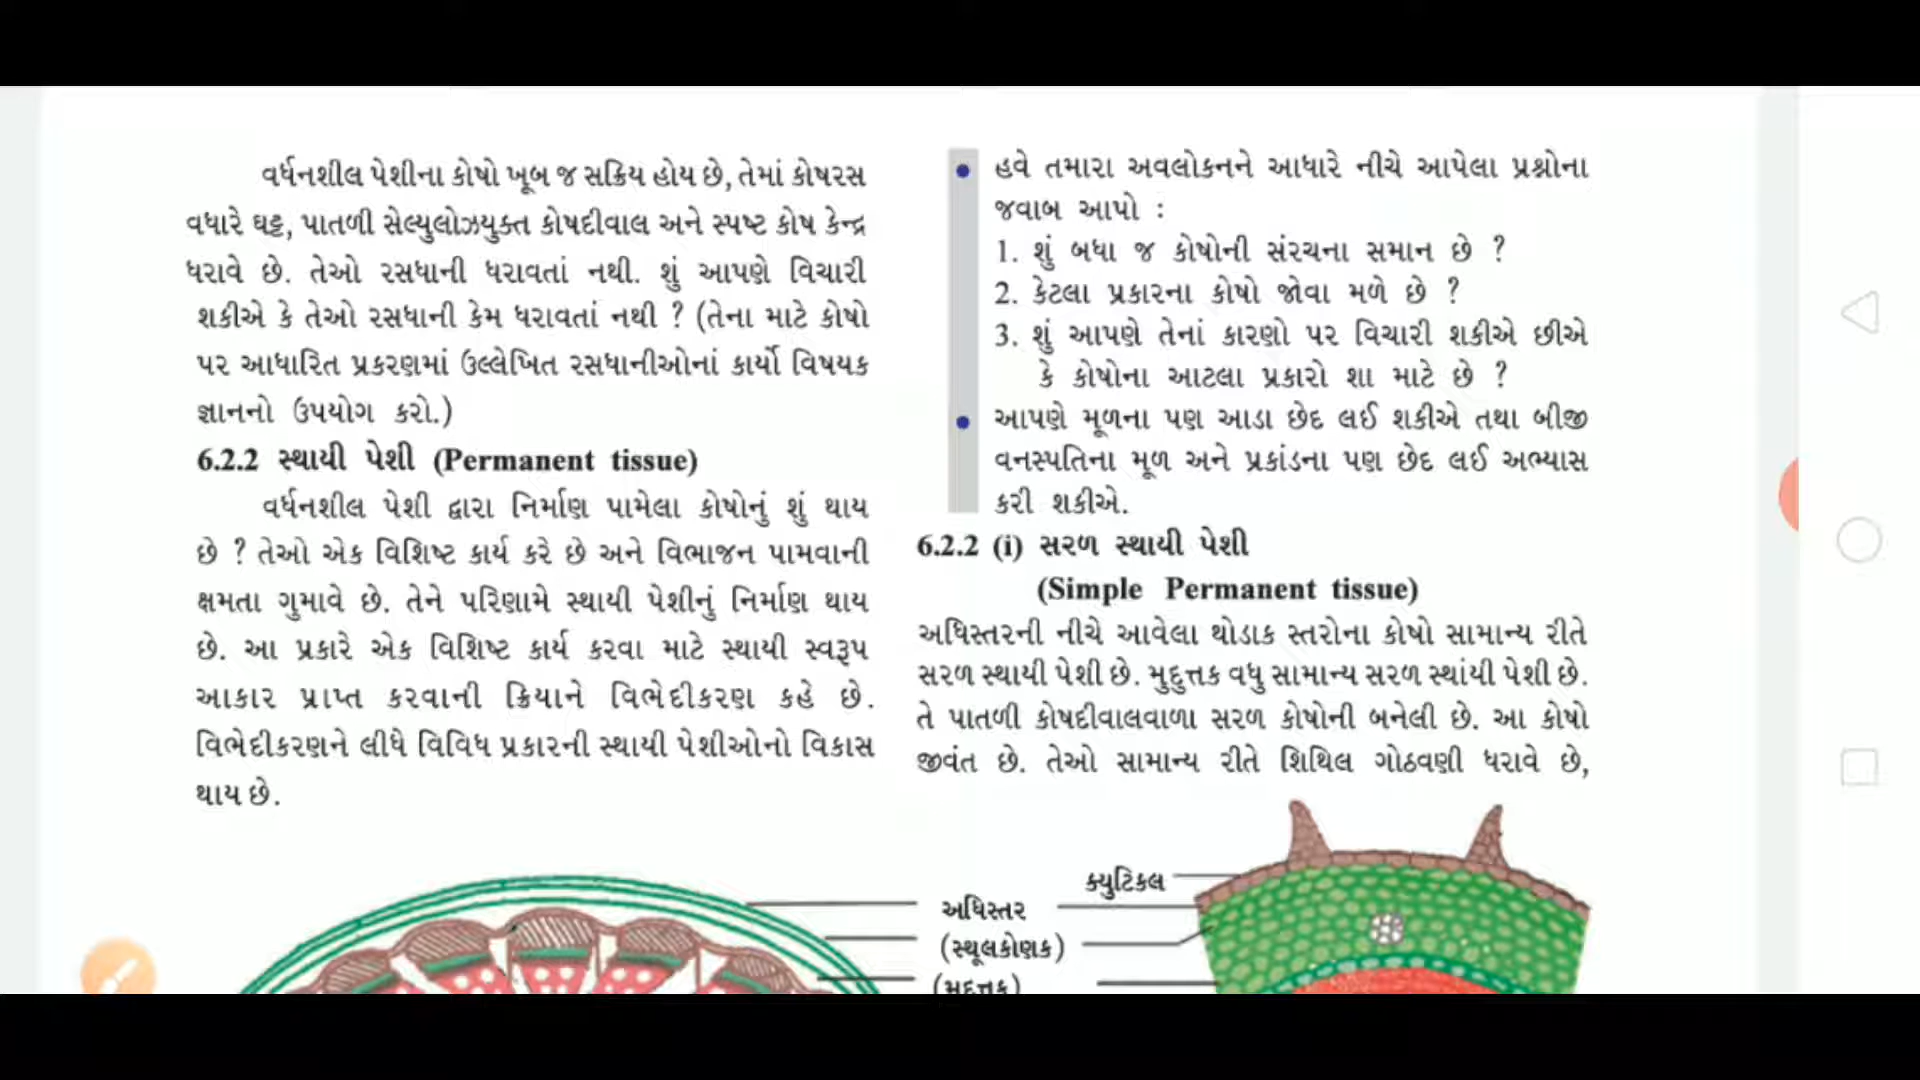 વર્ધનશીલ પેશીના કોષો ખૂબ જ સક્રિય હોય છે, તેમાં કોષરસ
વધારે ઘટ્ટ, પાતળી સેલ્યુલોઝયુક્ત કોષદીવાલ અને સ્પષ્ટ કોષ કેન્દ્ર
ધરાવે છે. તેઓ રસધાની ધરાવતાં નથી. શું આપણે વિચારી
શકીએ કે તેઓ રસધાની કેમ ધરાવતાં નથી ? (તેના માટે કોષો
પર આધારિત પ્રકરણમાં ઉલ્લેખિત રસધાનીઓનાં કાર્યો વિષયક
જ્ઞાનનો ઉપયોગ કરો.)
6.2.2 સ્થાયી પેશી (Permanent tissue)
વર્ધનશીલ પેશી દ્વારા નિર્માણ પામેલા કોષોનું શું થાય
છે ? તેઓ એક વિશિષ્ટ કાર્ય કરે છે અને વિભાજન પામવાની
ક્ષમતા ગુમાવે છે. તેને પરિણામે સ્થાયી પેશીનું નિર્માણ થાય
છે. આ પ્રકારે એક વિશિષ્ટ કાર્ય કરવા માટે સ્થાયી સ્વરૂપ
આકાર પ્રાપ્ત કરવાની ક્રિયાને વિભેદીકરણ કહે છે.
વિભેદીકરણને લીધે વિવિધ પ્રકારની સ્થાયી પેશીઓનો વિકાસ
થાય છે.
• હવે તમારા અવલોકનને આધારે નીચે આપેલા પ્રશ્નોના
જવાબ આપો :
1. શું બધા જ કોષોની સંરચના સમાન છે ?
2. કેટલા પ્રકારના કોષો જોવા મળે છે ?
3. શું આપણે તેનાં કારણો પર વિચારી શકીએ છીએ
કે કોષોના આટલા પ્રકારો શા માટે છે ?
• આપણે મૂળના પણ આડા છેદ લઈ શકીએ તથા બીજી
વનસ્પતિના મૂળ અને પ્રકાંડના પણ છેદ લઈ અભ્યાસ
કરી શકીએ.
6.2.2 (i) સરળ સ્થાયી પેશી
(Simple Permanent tissue)
અધિસ્તરની નીચે આવેલા થોડાક સ્તરોના કોષો સામાન્ય રીતે
સરળ સ્થાયી પેશી છે. મુદુત્તક વધુ સામાન્ય સરળ સ્થાંયી પેશી છે.
તે પાતળી કોષદીવાલવાળા સરળ કોષોની બનેલી છે. આ કોષો
જીવંત છે. તેઓ સામાન્ય રીતે શિથિલ ગોઠવણી ધરાવે છે,
ક્યુટિકલ
અધિસ્તર
(સ્થૂલકોણક)
(મૃદુત્તક)